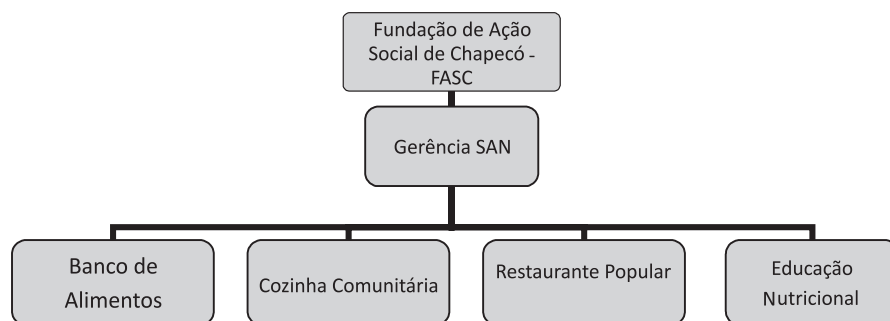 Fundação de Ação
Social de Chapecó -
FASC
Gerência SAN
Banco de
Alimentos
Cozinha Comunitária
Restaurante Popular
Educação
Nutricional